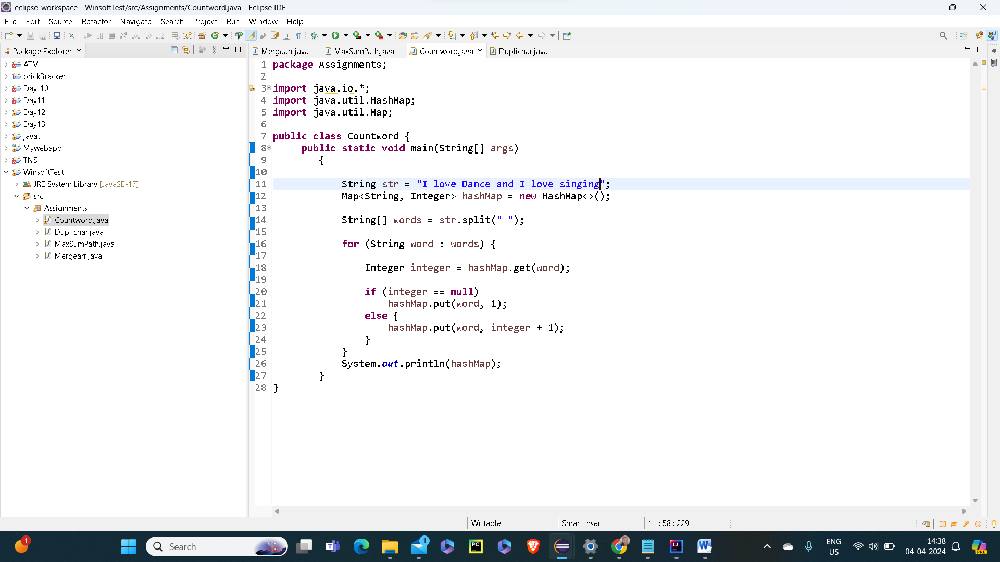 eclipse-workspace - WinsoftTest/src/Assignments/Countword.java - Eclipse IDE
File Edit Source Refactor Navigate Search Project Run Window Help
Package Explorer
ATM
brickBracker
Day_10
Day11
Day12
Day13
javat
Mywebapp
TNS
WinsoftTest
JRE System Library [JavaSE-17]
src
Assignments
Countword.java
Duplichar.java
MaxSumPath.java
Mergearr.java
Mergearr.java MaxSumPath.java Countword.java Duplichar.java
1 package Assignments;
2
3 import java.io.*;
4 import java.util.HashMap;
5 import java.util.Map;
6
7 public class Countword {
8 public static void main(String[] args)
9 {
10
11 String str = "I love Dance and I love singing";
12 Map<String, Integer> hashMap = new HashMap<>();
13
14 String[] words = str.split(" ");
15
16 for (String word : words) {
17
18 Integer integer = hashMap.get(word);
19
20 if (integer == null)
21 hashMap.put(word, 1);
22 else {
23 hashMap.put(word, integer + 1);
24 }
25 }
26 System.out.println(hashMap);
27 }
28 }
Writable Smart Insert 11 : 58 : 229
1
Search
1
PC
IJ
W
ENG
US
14:38
04-04-2024
PRE